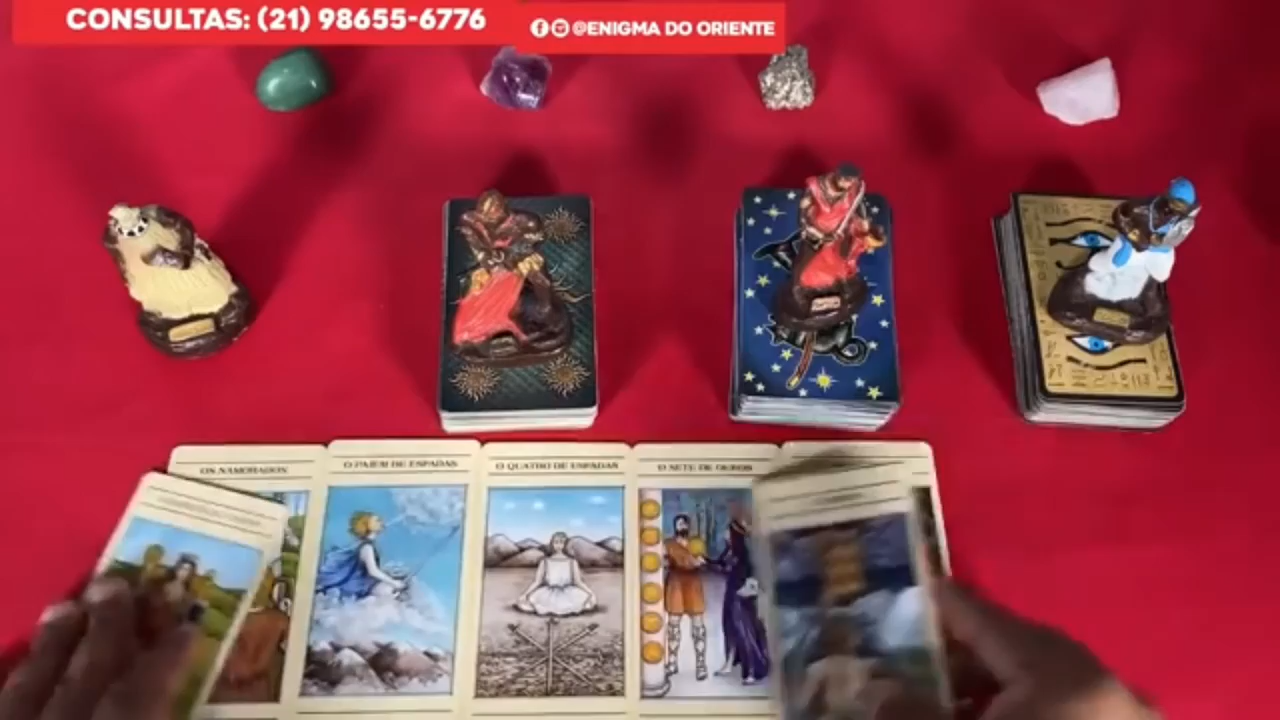 CONSULTAS: (21) 98655-6776
@ENIGMA DO ORIENTE
OS NAMORADOS
O PAJEM DE ESPADAS
O QUATRO DE ESPADAS
O SETE DE OUROS